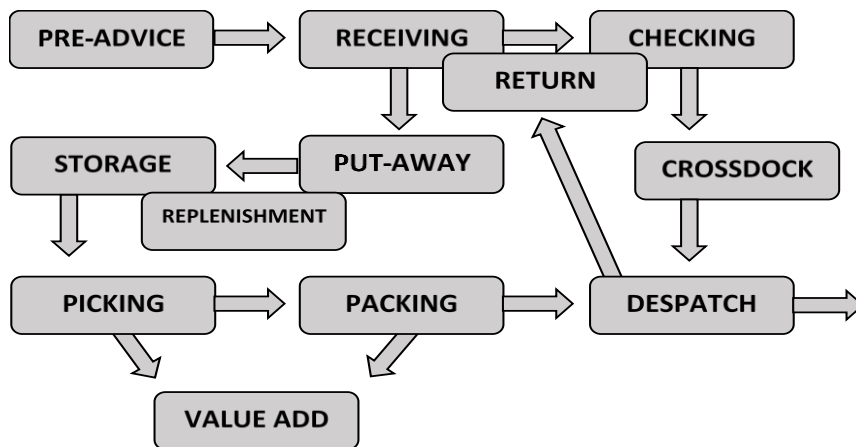 PRE-ADVICE
RECEIVING
CHECKING
RETURN
STORAGE
PUT-AWAY
CROSSDOCK
REPLENISHMENT
PICKING
PACKING
DESPATCH
VALUE ADD